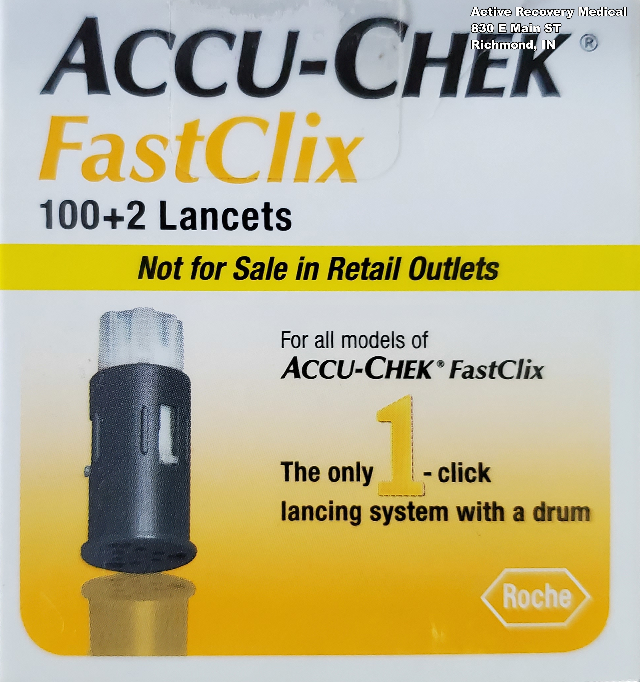 Active Recovery Medical
830 E Main ST
Richmond, IN
ACCU-CHEK®
FastClix
100+2 Lancets
Not for Sale in Retail Outlets
For all models of
ACCU-CHEK® FastClix
The only 1-click
lancing system with a drum
Roche